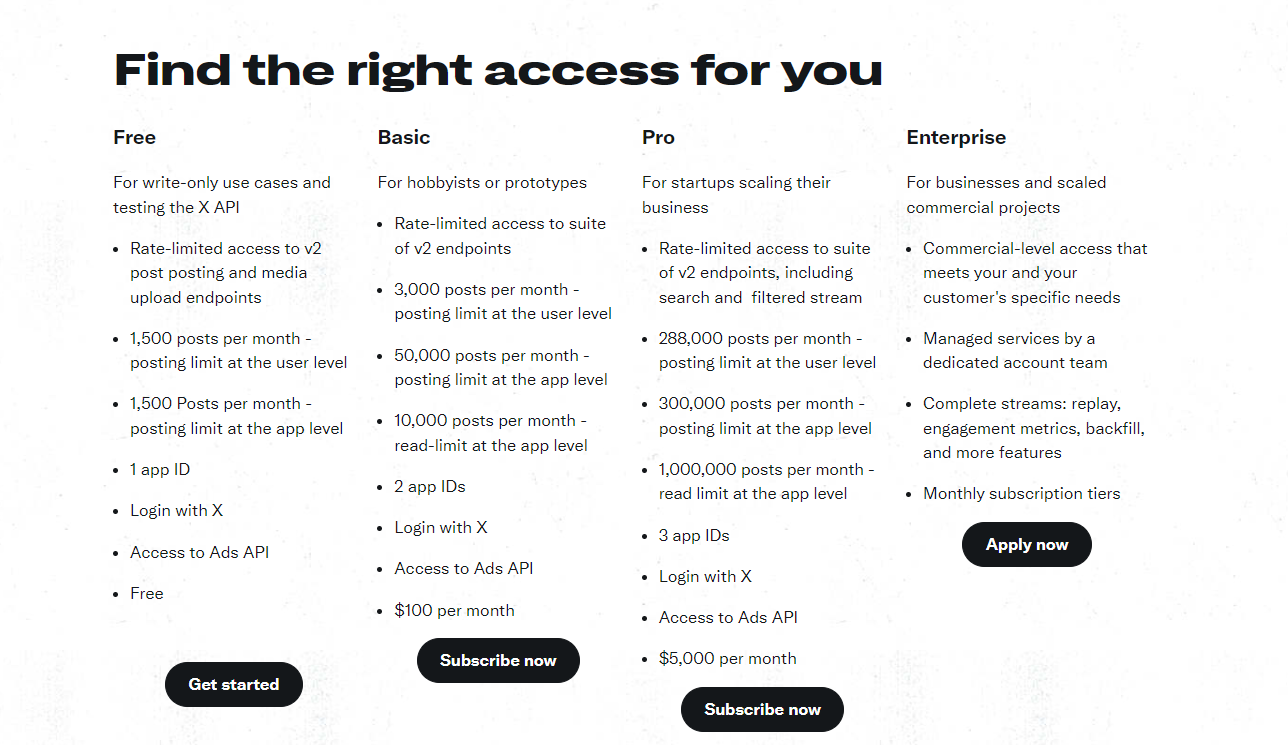 Find the right access for you
Free
For write-only use cases and
testing the X API
• Rate-limited access to v2
post posting and media
upload endpoints
• 1,500 posts per month -
posting limit at the user level
• 1,500 Posts per month -
posting limit at the app level
• 1 app ID
• Login with X
• Access to Ads API
• Free
Get started
Basic
For hobbyists or prototypes
• Rate-limited access to suite
of v2 endpoints
• 3,000 posts per month -
posting limit at the user level
• 50,000 posts per month -
posting limit at the app level
• 10,000 posts per month -
read-limit at the app level
• 2 app IDs
• Login with X
• Access to Ads API
• $100 per month
Subscribe now
Pro
For startups scaling their
business
• Rate-limited access to suite
of v2 endpoints, including
search and  filtered stream
• 288,000 posts per month -
posting limit at the user level
• 300,000 posts per month -
posting limit at the app level
• 1,000,000 posts per month -
read limit at the app level
• 3 app IDs
• Login with X
• Access to Ads API
• $5,000 per month
Subscribe now
Enterprise
For businesses and scaled
commercial projects
• Commercial-level access that
meets your and your
customer's specific needs
• Managed services by a
dedicated account team
• Complete streams: replay,
engagement metrics, backfill,
and more features
• Monthly subscription tiers
Apply now